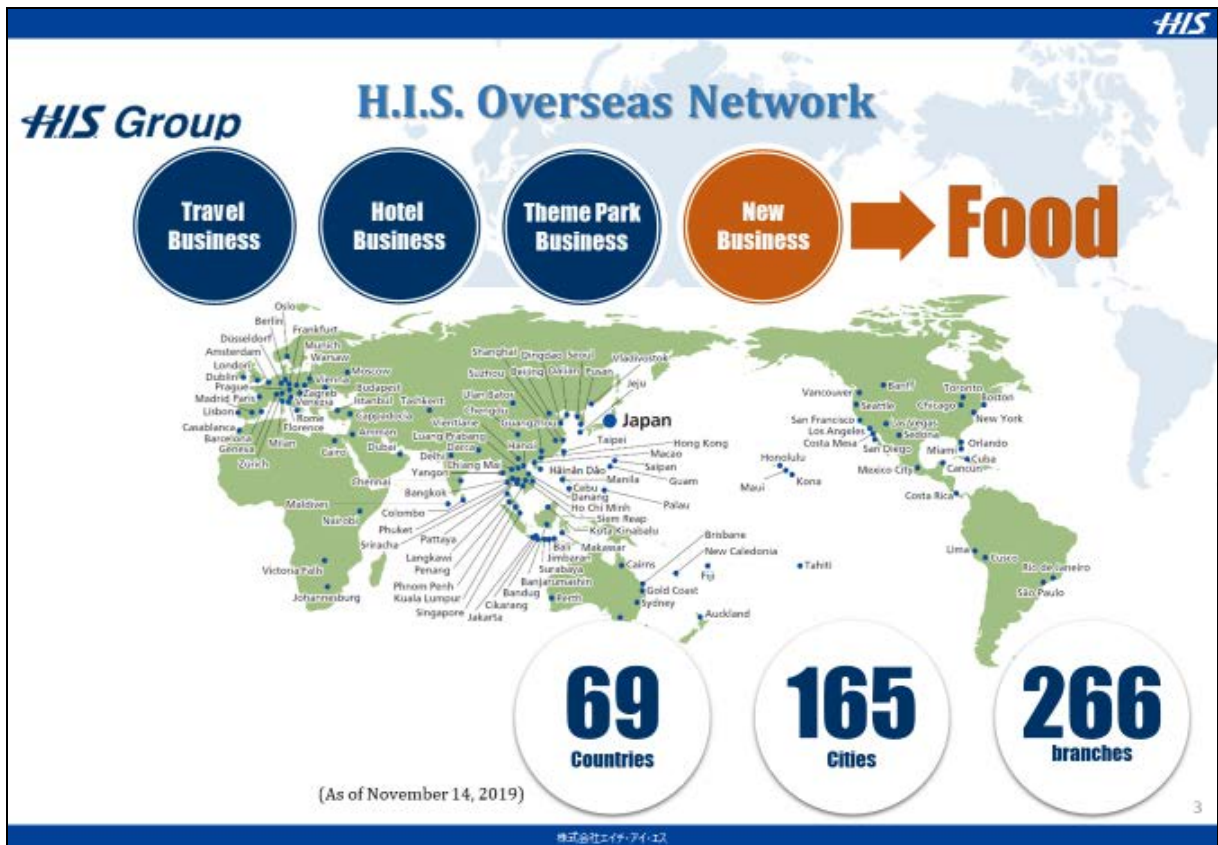 HIS
H.I.S. Overseas Network
HIS Group
Travel
Business
Hotel
Business
Theme Park
Business
New
Business
Food
Oslo
Berlin
Frankfurt
Düsseldorf
Munich
Amsterdam
Warsaw
London
Dublin
Vienna
Moscow
Prague
Zagreb
Budapest
Madrid
Paris
Venezia
Istanbul
Tashkent
Lisbon
Rome
Cappadocia
Casablanca
Florence
Amman
Barcelona
Geneva
Milan
Cairo
Dubai
Zürich
Shanghai
Qingdao
Seoul
Vladivostok
Suzhou
Beijing
Dalian
Pusan
Jeju
Ulan Bator
Chengdu
Japan
Vientiane
Guangzhou
Luang Prabang
Hanoi
Taipei
Hong Kong
Delhi
Dacca
Macao
Chiang Mai
Saipan
Yangon
Hăinán Dăo
Guam
Chennai
Manila
Bangkok
Cebu
Palau
Danang
Maldives
Ho Chi Minh
Colombo
Siem Reap
Nairobi
Phuket
Kota Kinabalu
Sriracha
Pattaya
Bali
Makassar
Langkawi
Jimbaran
Penang
Surabaya
Victoria Falls
Phnom Penh
Banjarumashin
Kuala Lumpur
Bandug
Perth
Johannesburg
Cikarang
Singapore
Jakarta
Brisbane
New Caledonia
Cairns
Fiji
Tahiti
Gold Coast
Sydney
Auckland
Vancouver
Banff
Toronto
Seattle
Chicago
Boston
San Francisco
Las Vegas
New York
Los Angeles
Sedona
Costa Mesa
San Diego
Miami
Orlando
Honolulu
Mexico City
Cancún
Cuba
Maui
Kona
Costa Rica
Lima
Cusco
Rio de Janeiro
São Paulo
69
Countries
165
Cities
266
branches
(As of November 14, 2019)
3
株式会社エイチ・アイ・エス